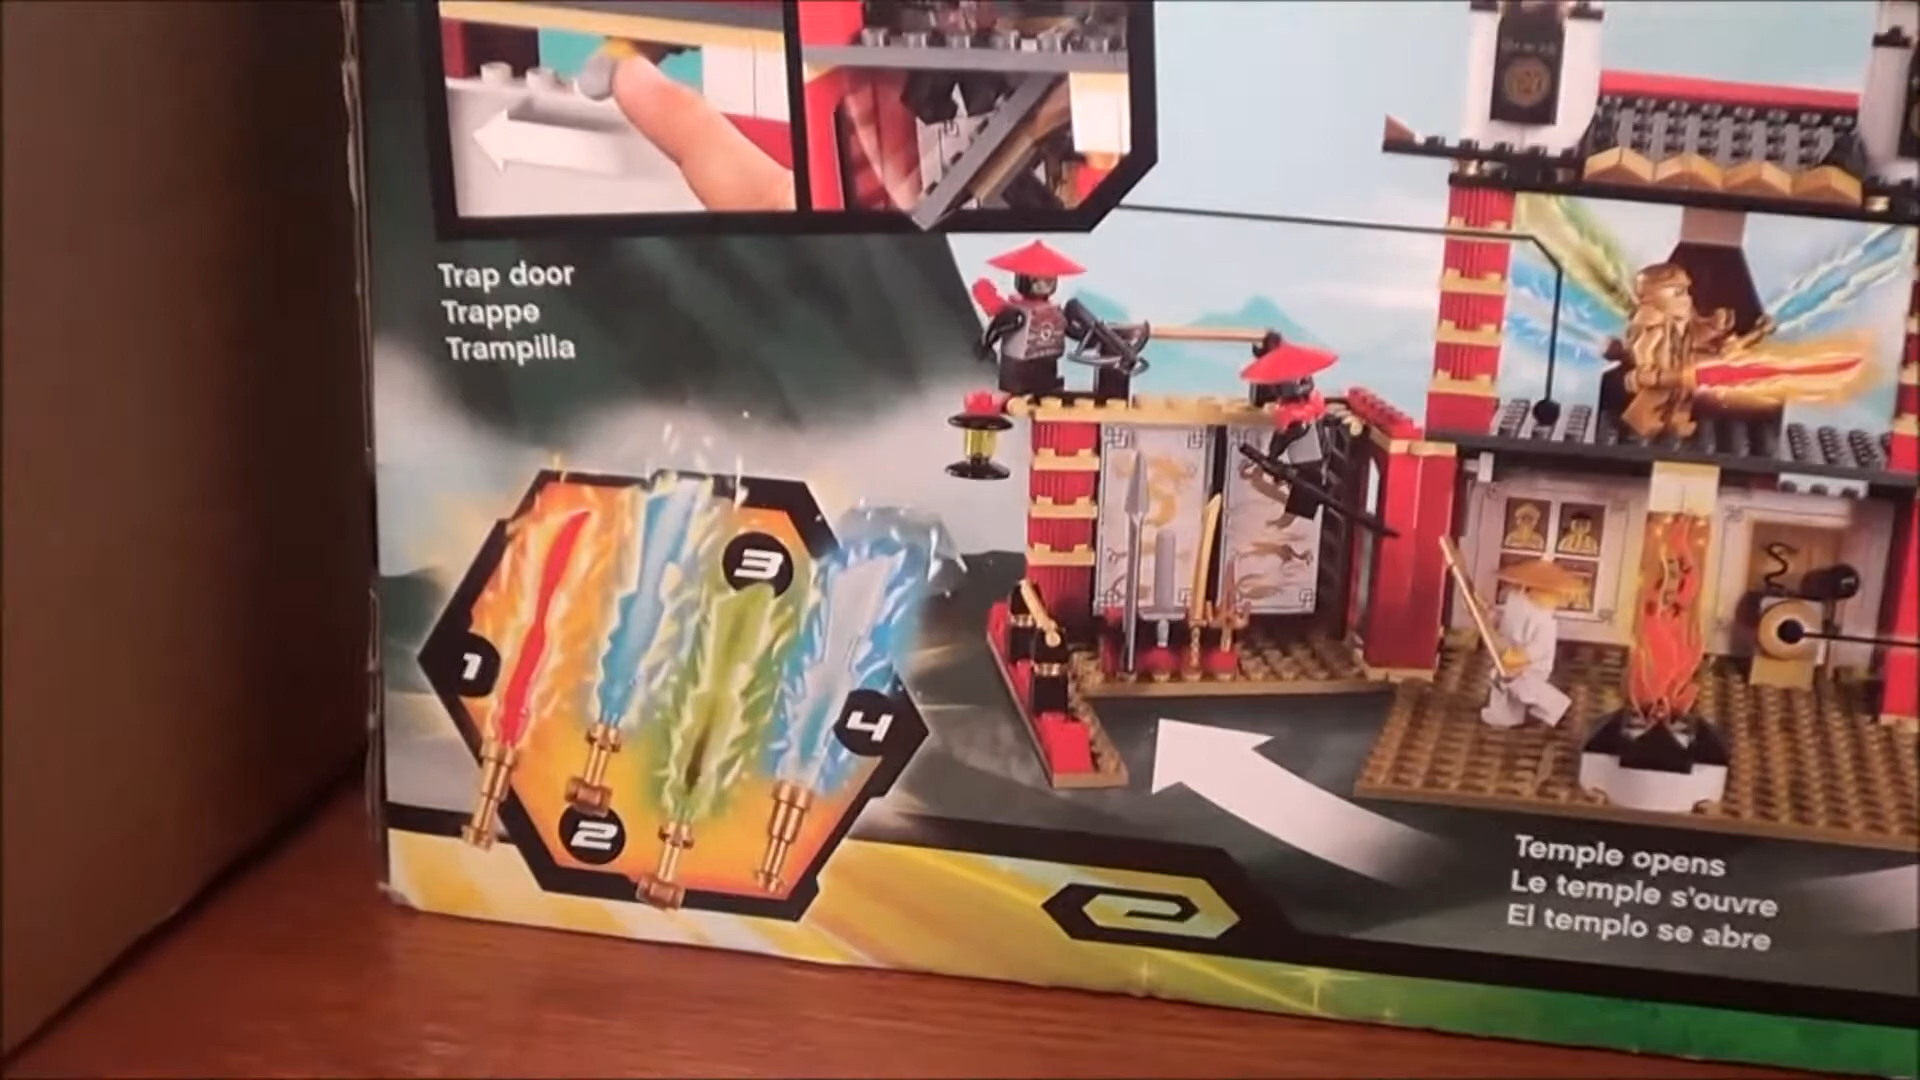 Trap door
Trappe
Trampilla
1
2
3
4
Temple opens
Le temple s'ouvre
El templo se abre